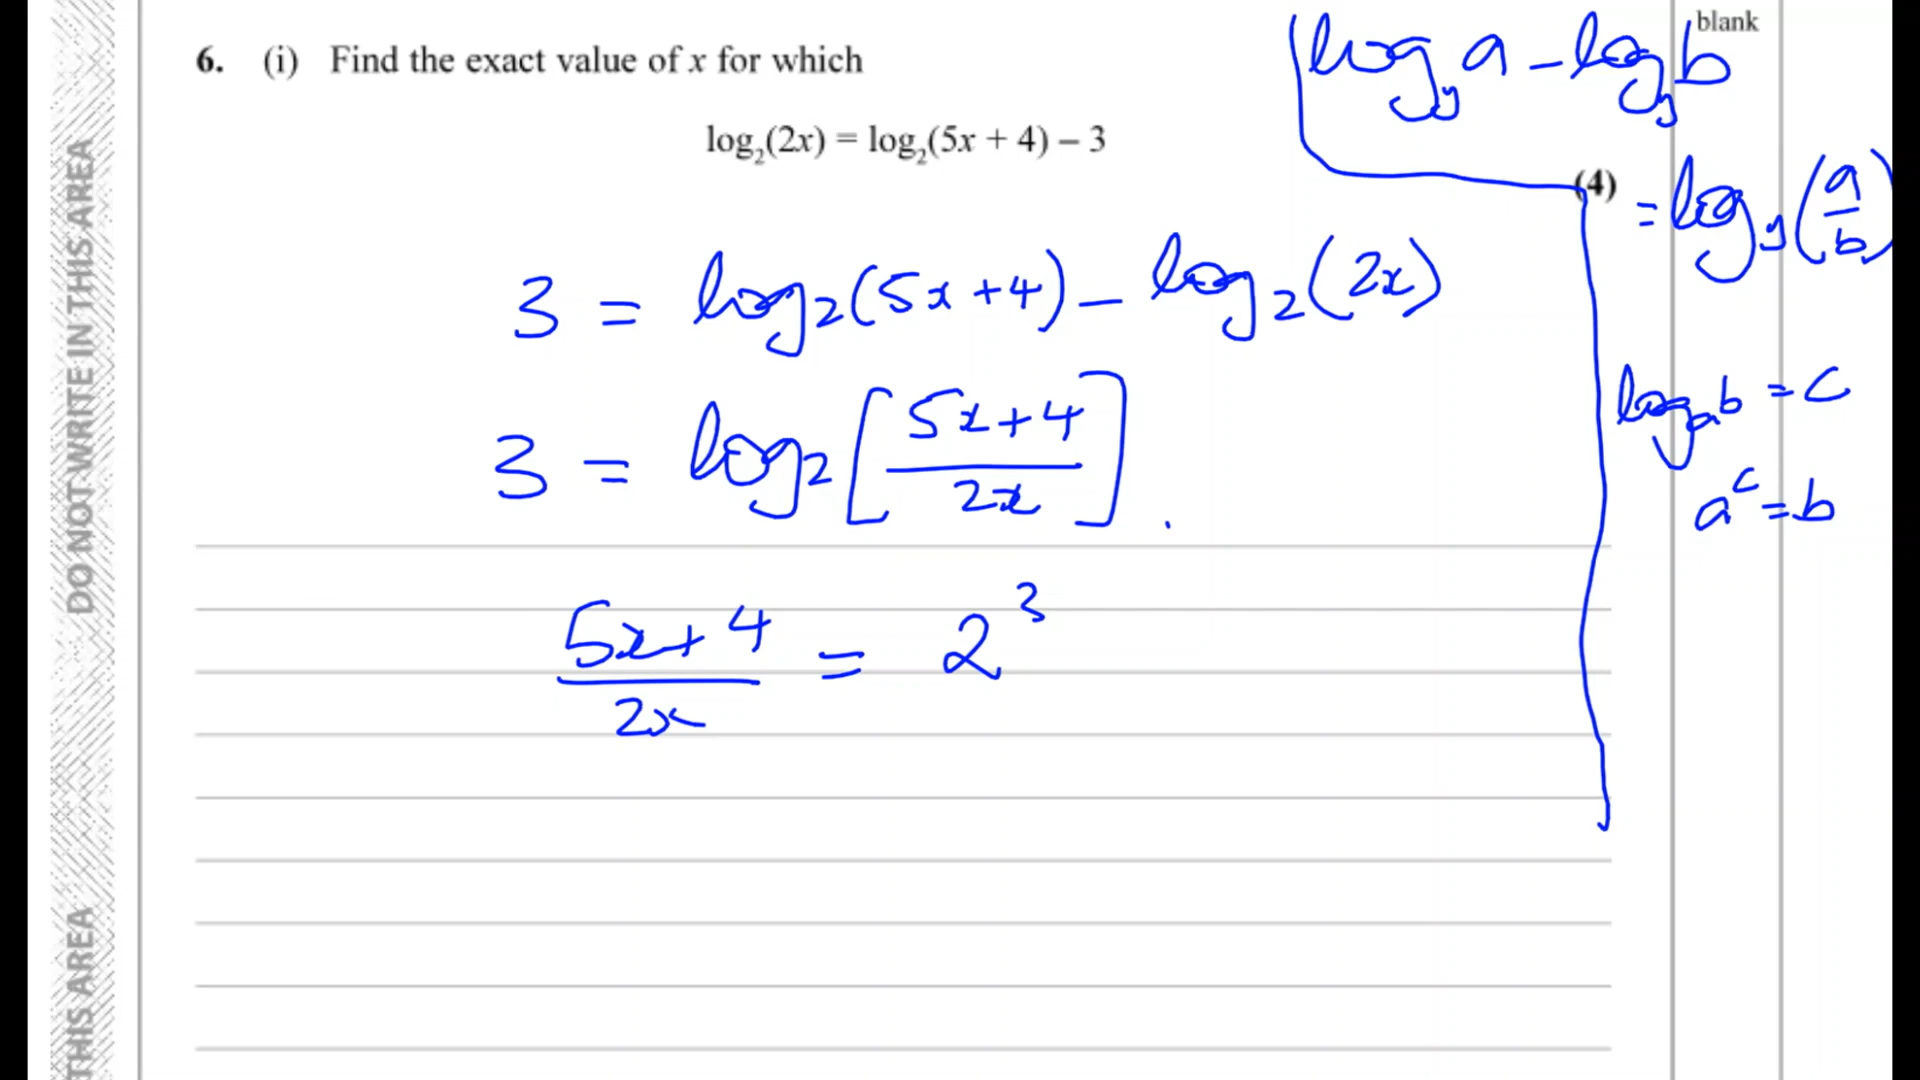 blank
6. (i) Find the exact value of x for which
log₂(2x) = log₂(5x + 4) – 3
(4)
log_y a – log_y b
= log_y (a/b)
3 = log₂(5x+4) – log₂(2x)
log_a b = c
3 = log₂[(5x+4)/2x].
a^c = b
(5x+4)/2x = 2³
DO NOT WRITE IN THIS AREA
THIS AREA